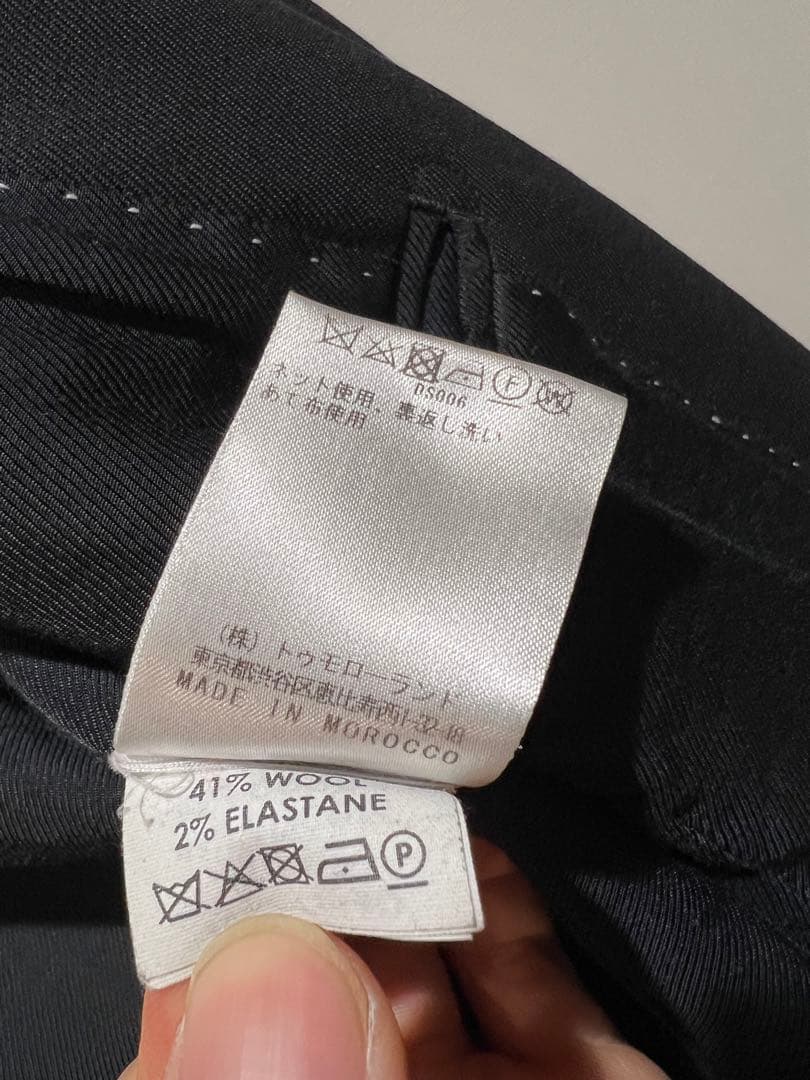 F W
DS006
ネット使用、裏返し洗い
あて布使用
(株) トゥモローランド
東京都渋谷区恵比寿西1-32-18
MADE IN MOROCCO
41% WOOL
2% ELASTANE
P